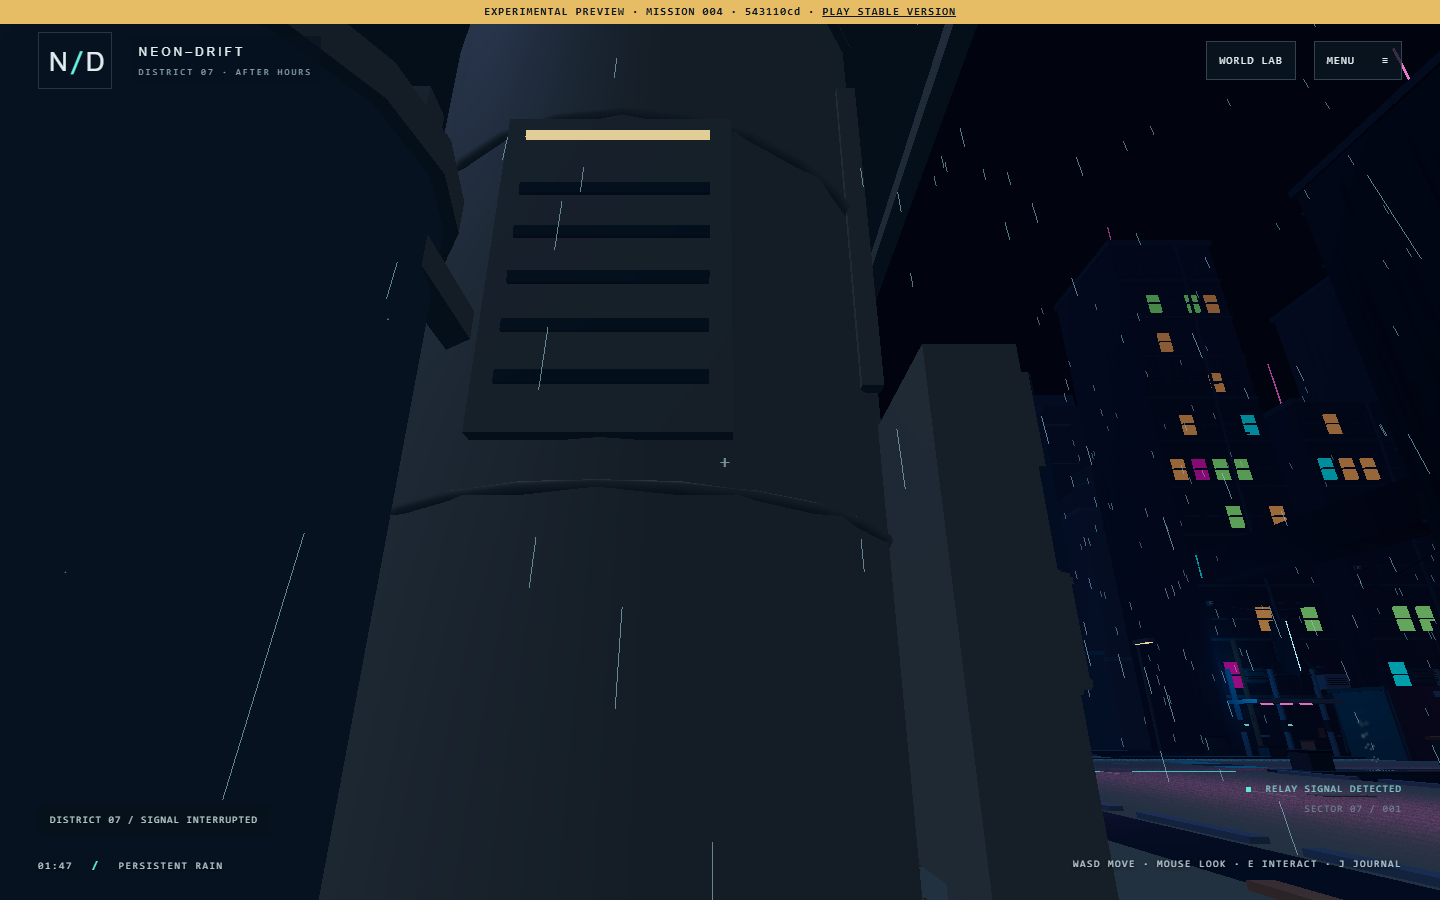 EXPERIMENTAL PREVIEW · MISSION 004 · 543110cd · PLAY STABLE VERSION
N/D
NEON—DRIFT
DISTRICT 07 · AFTER HOURS
WORLD LAB
MENU ≡
RELAY SIGNAL DETECTED
SECTOR 07 / 001
DISTRICT 07 / SIGNAL INTERRUPTED
01:47 / PERSISTENT RAIN
WASD MOVE · MOUSE LOOK · E INTERACT · J JOURNAL